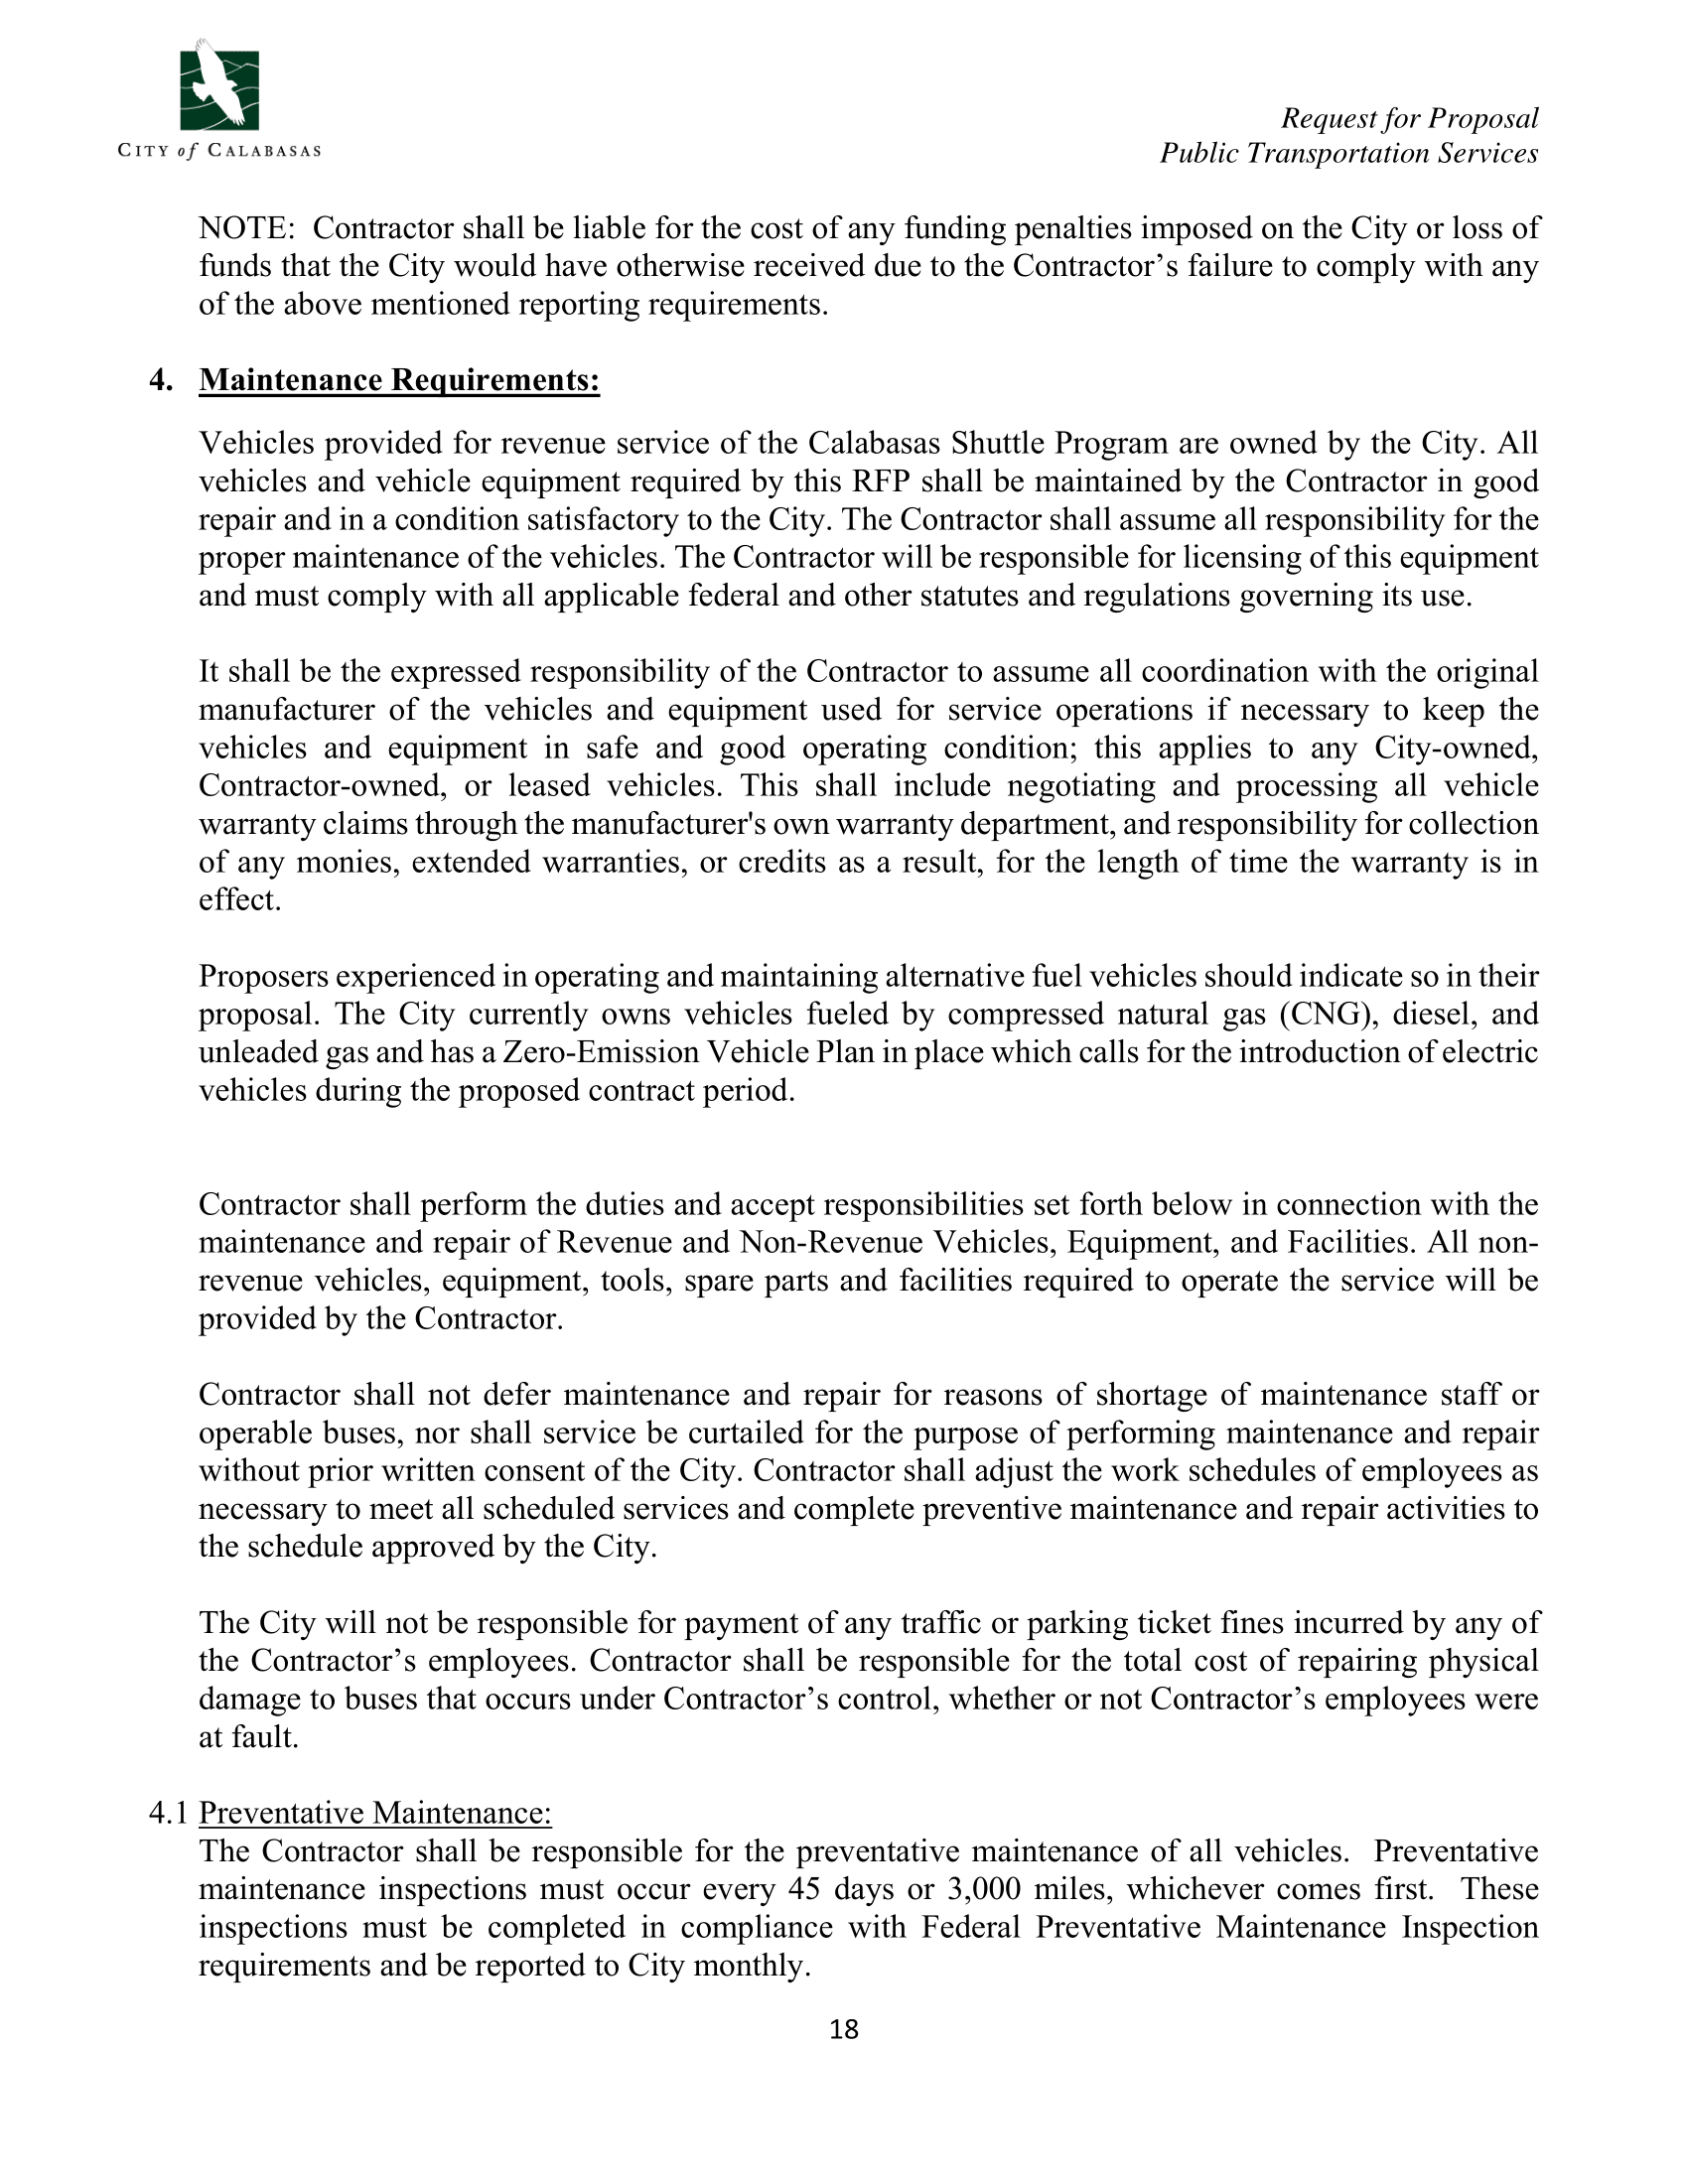 CITY of CALABASAS
Request for Proposal
Public Transportation Services
NOTE:  Contractor shall be liable for the cost of any funding penalties imposed on the City or loss of
funds that the City would have otherwise received due to the Contractor’s failure to comply with any
of the above mentioned reporting requirements.
4. Maintenance Requirements:
Vehicles provided for revenue service of the Calabasas Shuttle Program are owned by the City. All
vehicles and vehicle equipment required by this RFP shall be maintained by the Contractor in good
repair and in a condition satisfactory to the City. The Contractor shall assume all responsibility for the
proper maintenance of the vehicles. The Contractor will be responsible for licensing of this equipment
and must comply with all applicable federal and other statutes and regulations governing its use.
It shall be the expressed responsibility of the Contractor to assume all coordination with the original
manufacturer of the vehicles and equipment used for service operations if necessary to keep the
vehicles and equipment in safe and good operating condition; this applies to any City-owned,
Contractor-owned, or leased vehicles. This shall include negotiating and processing all vehicle
warranty claims through the manufacturer's own warranty department, and responsibility for collection
of any monies, extended warranties, or credits as a result, for the length of time the warranty is in
effect.
Proposers experienced in operating and maintaining alternative fuel vehicles should indicate so in their
proposal. The City currently owns vehicles fueled by compressed natural gas (CNG), diesel, and
unleaded gas and has a Zero-Emission Vehicle Plan in place which calls for the introduction of electric
vehicles during the proposed contract period.
Contractor shall perform the duties and accept responsibilities set forth below in connection with the
maintenance and repair of Revenue and Non-Revenue Vehicles, Equipment, and Facilities. All non-
revenue vehicles, equipment, tools, spare parts and facilities required to operate the service will be
provided by the Contractor.
Contractor shall not defer maintenance and repair for reasons of shortage of maintenance staff or
operable buses, nor shall service be curtailed for the purpose of performing maintenance and repair
without prior written consent of the City. Contractor shall adjust the work schedules of employees as
necessary to meet all scheduled services and complete preventive maintenance and repair activities to
the schedule approved by the City.
The City will not be responsible for payment of any traffic or parking ticket fines incurred by any of
the Contractor’s employees. Contractor shall be responsible for the total cost of repairing physical
damage to buses that occurs under Contractor’s control, whether or not Contractor’s employees were
at fault.
4.1 Preventative Maintenance:
The Contractor shall be responsible for the preventative maintenance of all vehicles.  Preventative
maintenance inspections must occur every 45 days or 3,000 miles, whichever comes first.  These
inspections must be completed in compliance with Federal Preventative Maintenance Inspection
requirements and be reported to City monthly.
18